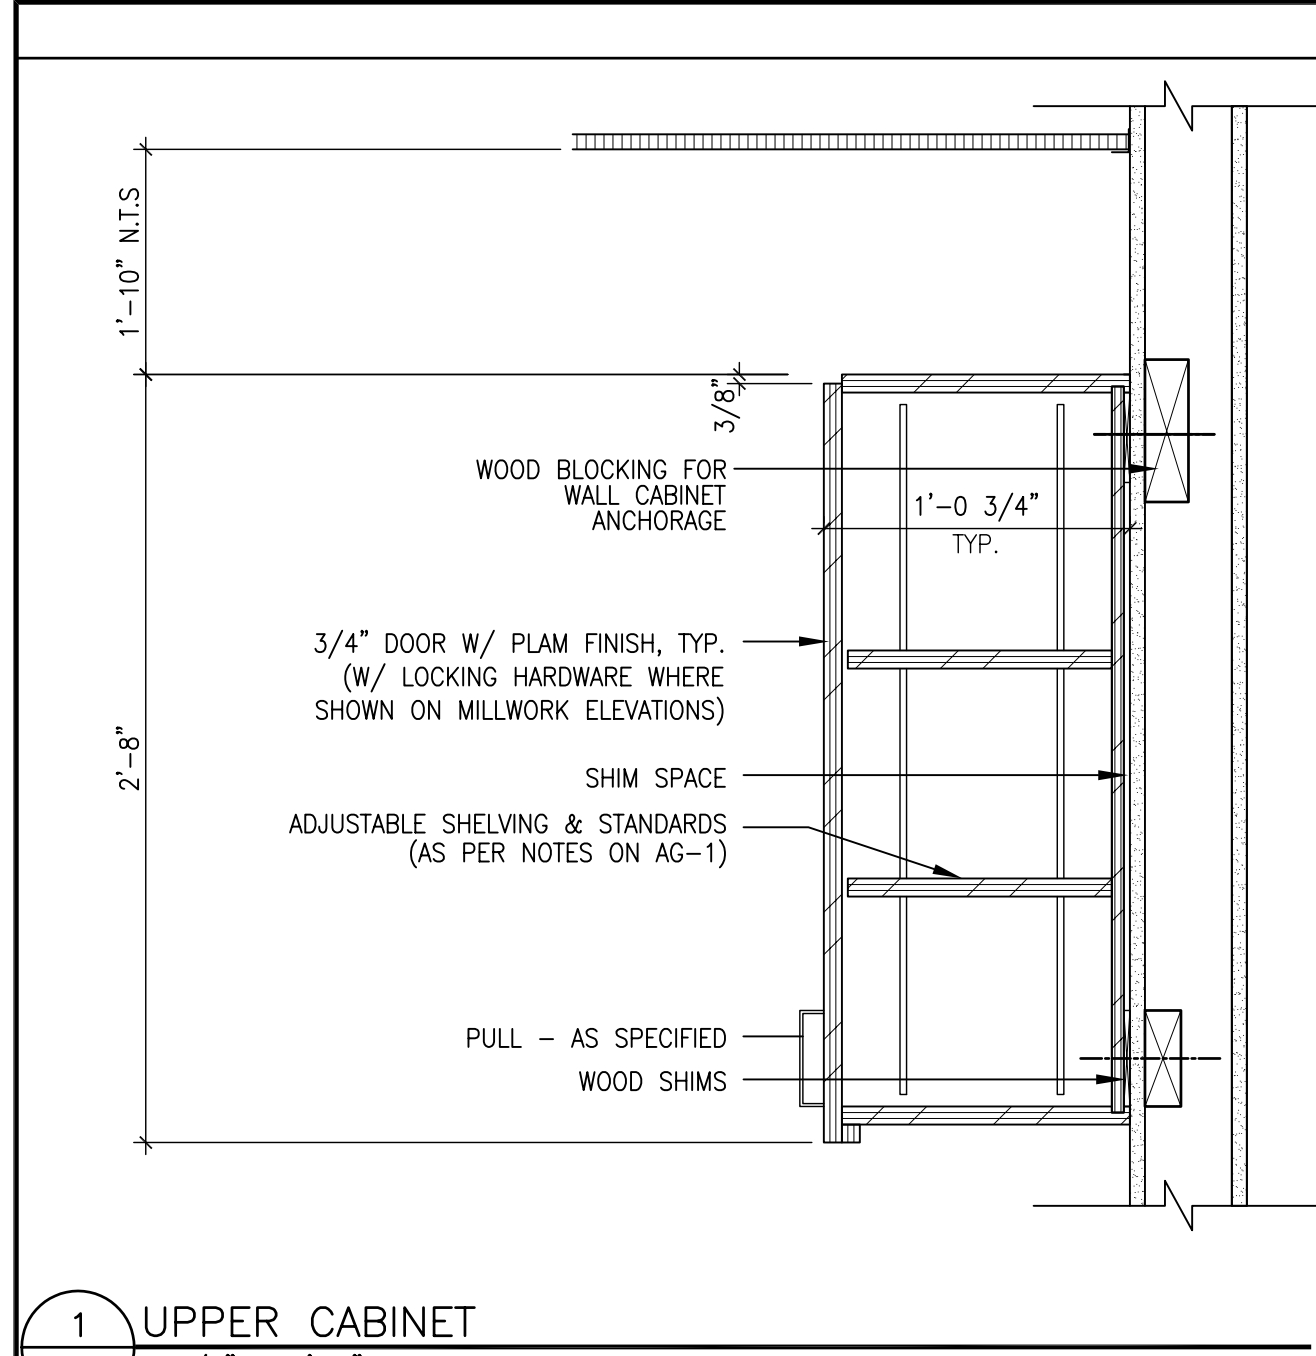 1'-10" N.T.S
3/8"
WOOD BLOCKING FOR
WALL CABINET
ANCHORAGE
1'-0 3/4"
TYP.
3/4" DOOR W/ PLAM FINISH, TYP.
(W/ LOCKING HARDWARE WHERE
SHOWN ON MILLWORK ELEVATIONS)
2'-8"
SHIM SPACE
ADJUSTABLE SHELVING & STANDARDS
(AS PER NOTES ON AG-1)
PULL - AS SPECIFIED
WOOD SHIMS
1 UPPER CABINET